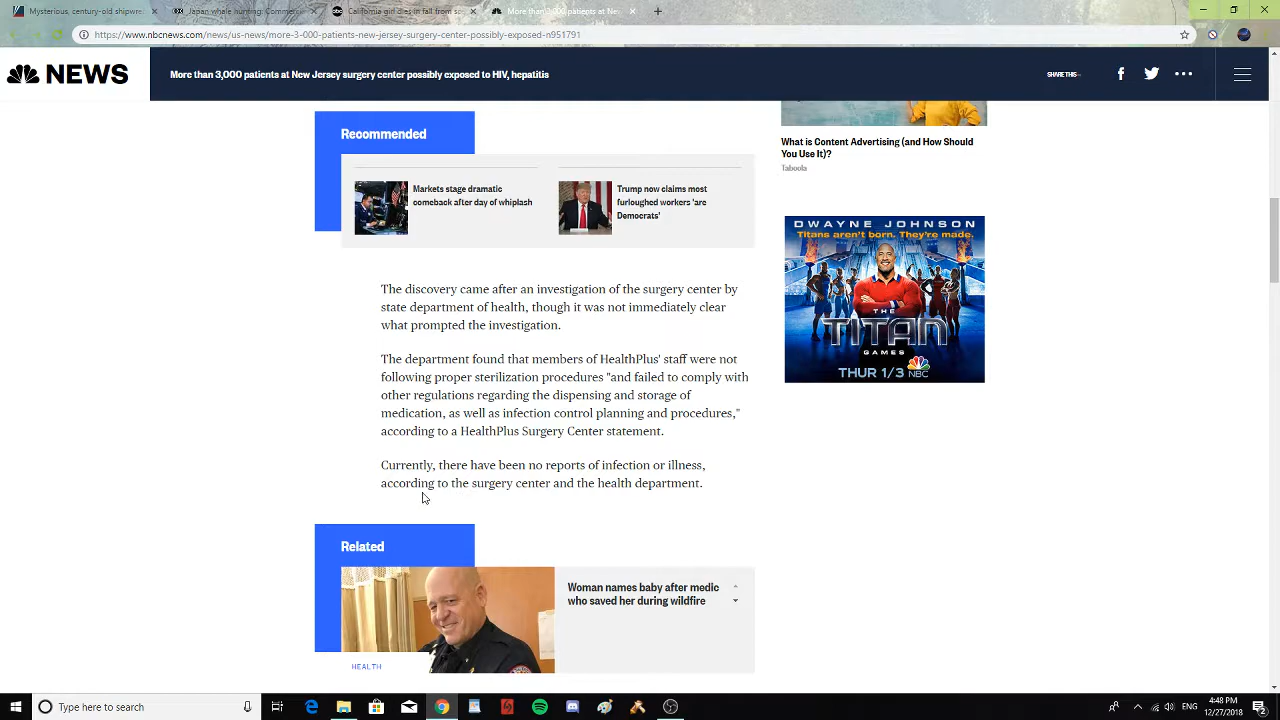 Mysterious, century-old shipwre
Japan whale hunting: Commerc
California girl dies in fall from sc
More than 3,000 patients at Ne
https://www.nbcnews.com/news/us-news/more-3-000-patients-new-jersey-surgery-center-possibly-exposed-n951791
NEWS
More than 3,000 patients at New Jersey surgery center possibly exposed to HIV, hepatitis
SHARE THIS
Recommended
Markets stage dramatic
comeback after day of whiplash
Trump now claims most
furloughed workers 'are
Democrats'
What is Content Advertising (and How Should
You Use It)?
Taboola
DWAYNE JOHNSON
Titans aren't born. They're made.
THE
TITAN
GAMES
THUR 1/3 NBC
The discovery came after an investigation of the surgery center by
state department of health, though it was not immediately clear
what prompted the investigation.
The department found that members of HealthPlus' staff were not
following proper sterilization procedures "and failed to comply with
other regulations regarding the dispensing and storage of
medication, as well as infection control planning and procedures,"
according to a HealthPlus Surgery Center statement.
Currently, there have been no reports of infection or illness,
according to the surgery center and the health department.
Related
Woman names baby after medic
who saved her during wildfire
HEALTH
Type here to search
4:48 PM
12/27/2018